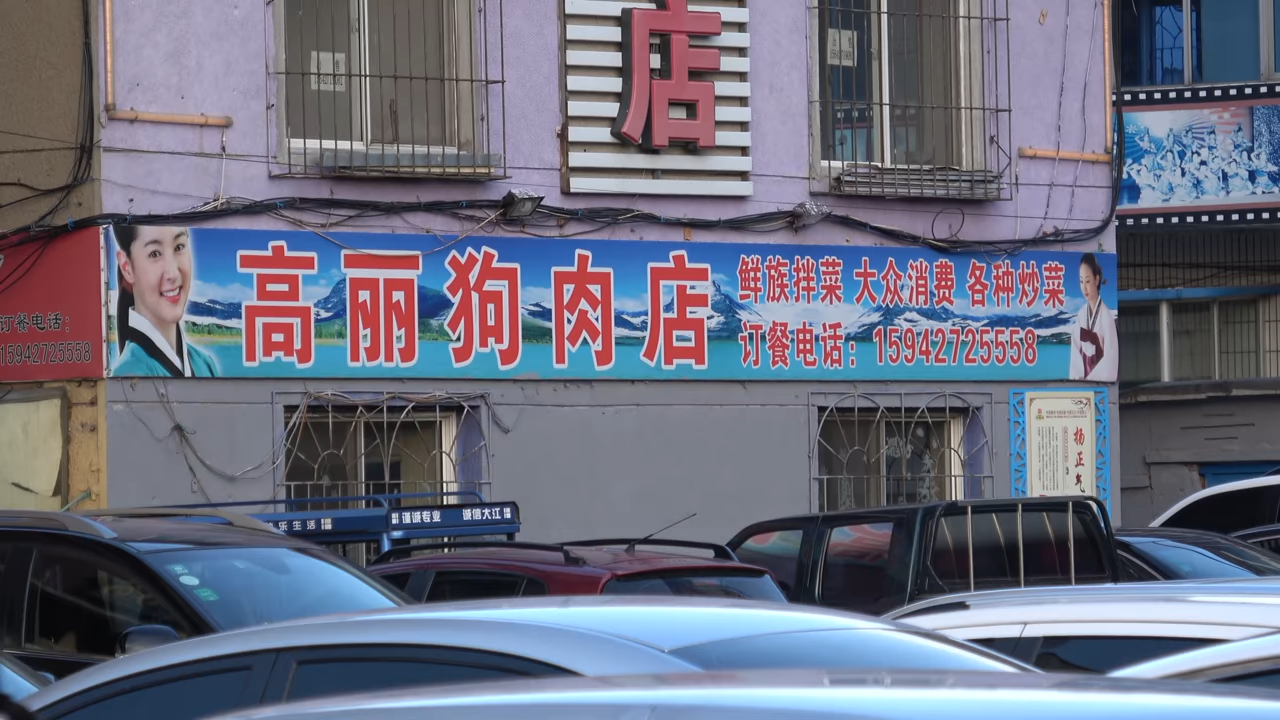 店
高丽狗肉店
鲜族拌菜 大众消费 各种炒菜
订餐电话：15942725558
订餐电话：
15942725558
乐生活
谨诚专业 诚信大江
杨正气